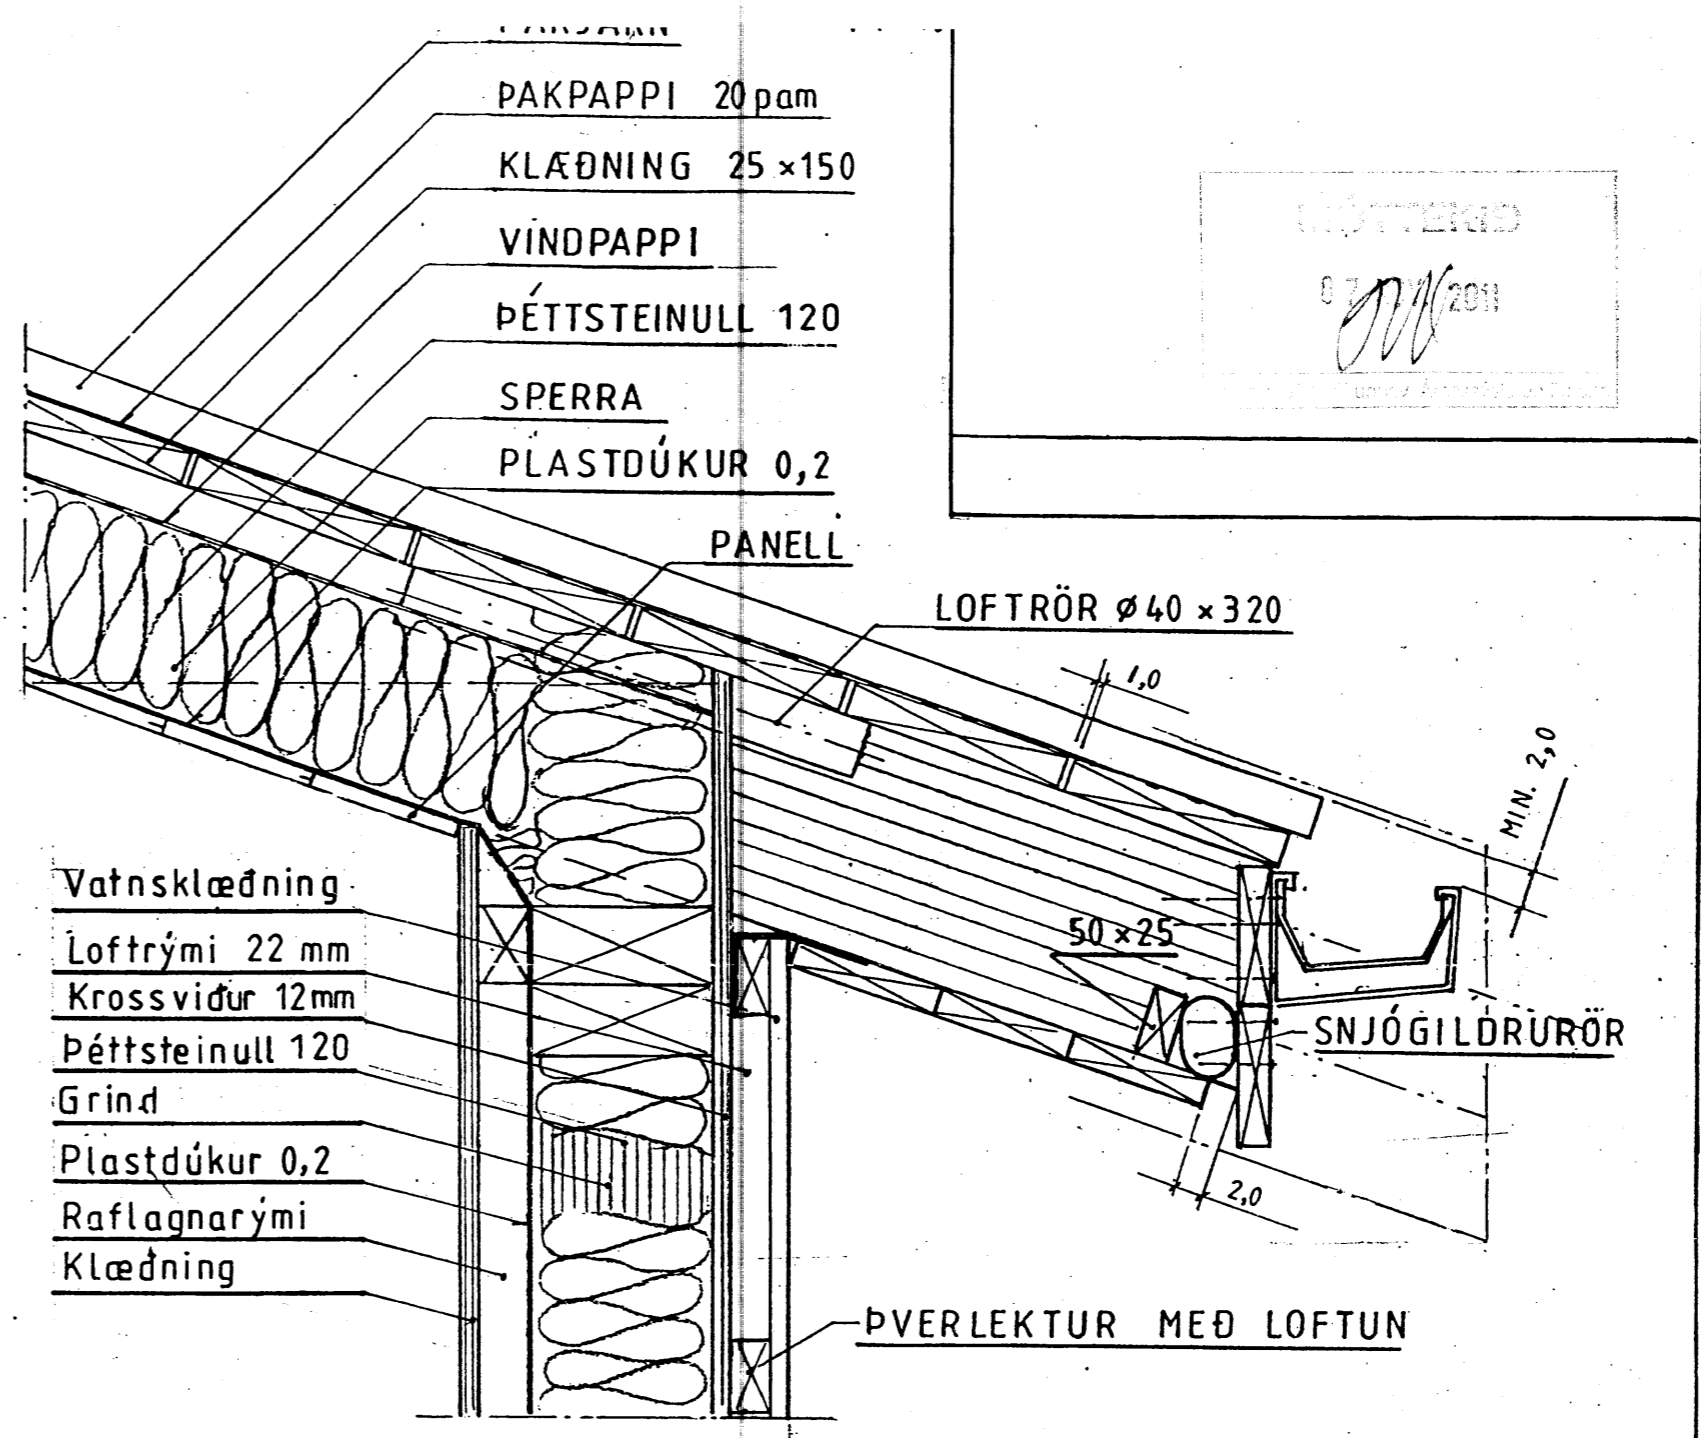 ÞAKPAPPI 20 pam
KLÆÐNING 25 ×150
VINDPAPPI
ÞÉTTSTEINULL 120
SPERRA
PLASTDÚKUR 0,2
PANELL
LOFTRÖR Ø 40 × 320
1,0
MIN. 2,0
50 × 25
SNJÓGILDRURÖR
2,0
Vatnsklæðning
Loftrými 22 mm
Krossviður 12mm
Þéttsteinull 120
Grind
Plastdúkur 0,2
Raflagnarými
Klæðning
ÞVERLEKTUR MEÐ LOFTUN
2011